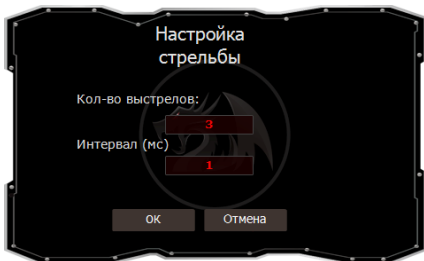 Настройка
стрельбы
Кол-во выстрелов:
3
Интервал (мс)
1
ОК
Отмена